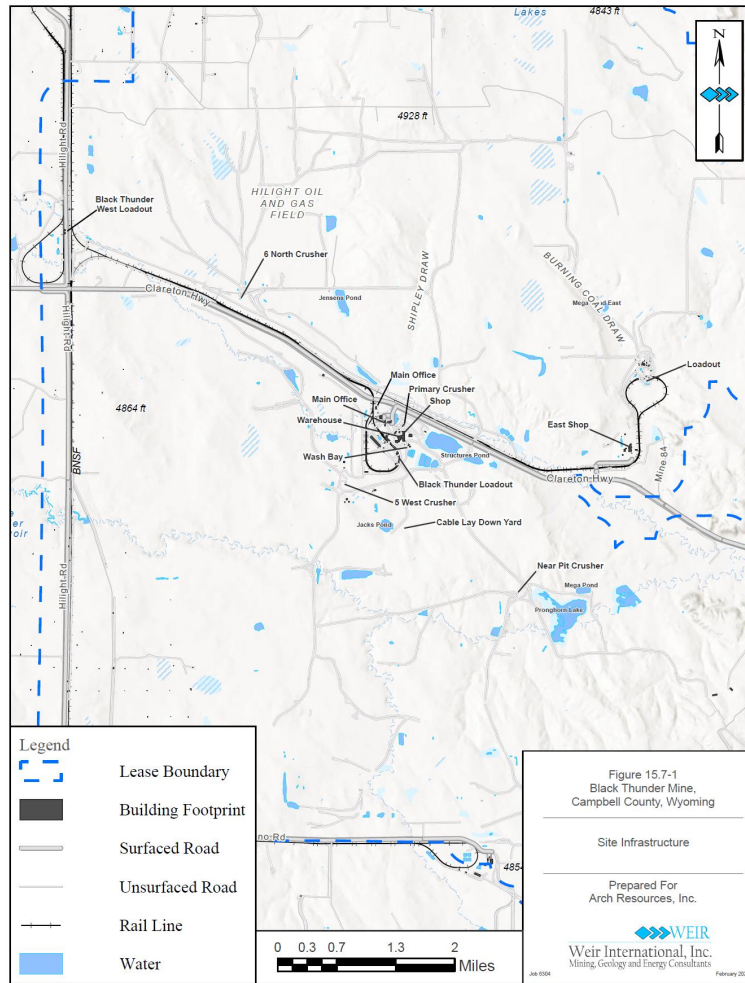 Lakes
4843 ft
N
4928 ft
Hilight Rd
HILIGHT OIL
AND GAS
FIELD
Black Thunder
West Loadout
6 North Crusher
SHIPLEY DRAW
BURNING COAL DRAW
Clareton Hwy
Jensens Pond
Hilight Rd
Loadout
Main Office
Primary Crusher
Main Office
Shop
4864 ft
Warehouse
East Shop
Wash Bay
Structures Pond
BNSF
Mine 84
Black Thunder Loadout
Clareton Hwy
5 West Crusher
Jacks Pond
Cable Lay Down Yard
Near Pit Crusher
Mega Pond
Hilight Rd
Pronghorn Lake
no Rd
Legend
Lease Boundary
Building Footprint
Surfaced Road
Unsurfaced Road
Rail Line
Water
0 0.3 0.7 1.3 2
Miles
Figure 15.7-1
Black Thunder Mine,
Campbell County, Wyoming
Site Infrastructure
Prepared For
Arch Resources, Inc.
WEIR
Weir International, Inc.
Mining, Geology and Energy Consultants
Job 6304